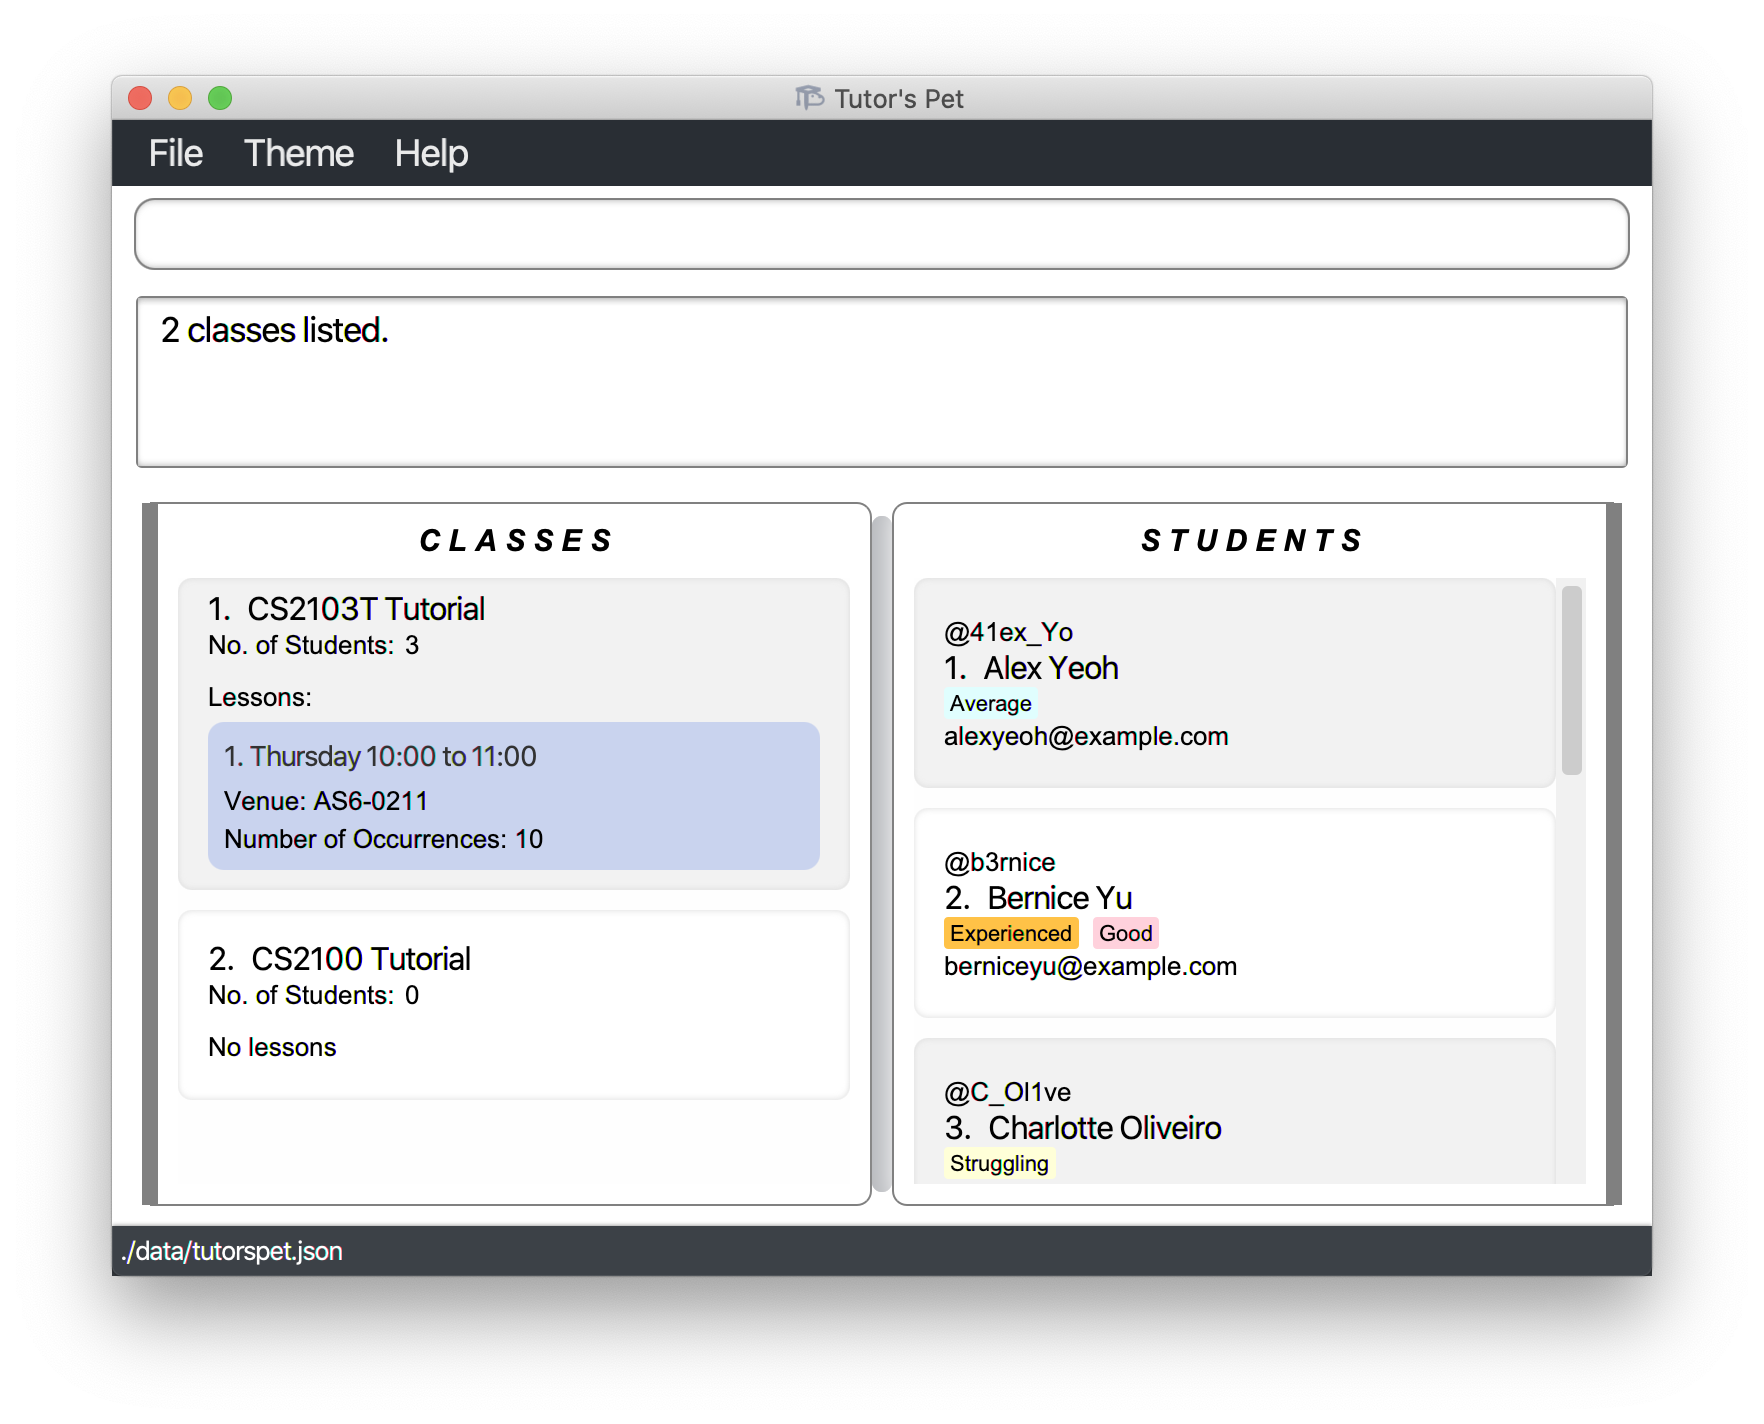 Tutor's Pet
File Theme Help
2 classes listed.
CLASSES
1. CS2103T Tutorial
No. of Students: 3
Lessons:
1. Thursday 10:00 to 11:00
Venue: AS6-0211
Number of Occurrences: 10
2. CS2100 Tutorial
No. of Students: 0
No lessons
STUDENTS
@41ex_Yo
1. Alex Yeoh
Average
alexyeoh@example.com
@b3rnice
2. Bernice Yu
Experienced Good
berniceyu@example.com
@C_Ol1ve
3. Charlotte Oliveiro
Struggling
./data/tutorspet.json